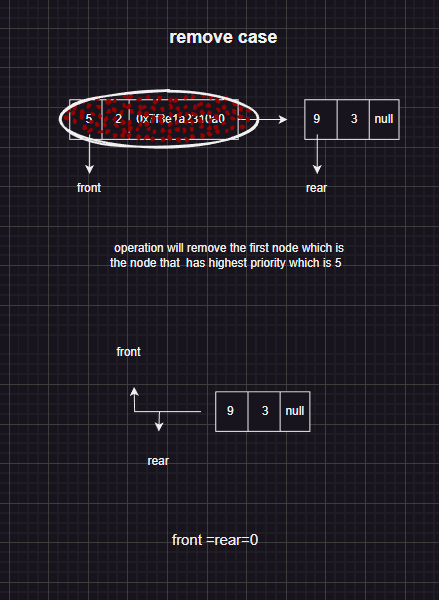 remove case
5 2 0x7f3e1a2310a0 9 3 null
front rear
operation will remove the first node which is
the node that has highest priority which is 5
front
9 3 null
rear
front =rear=0